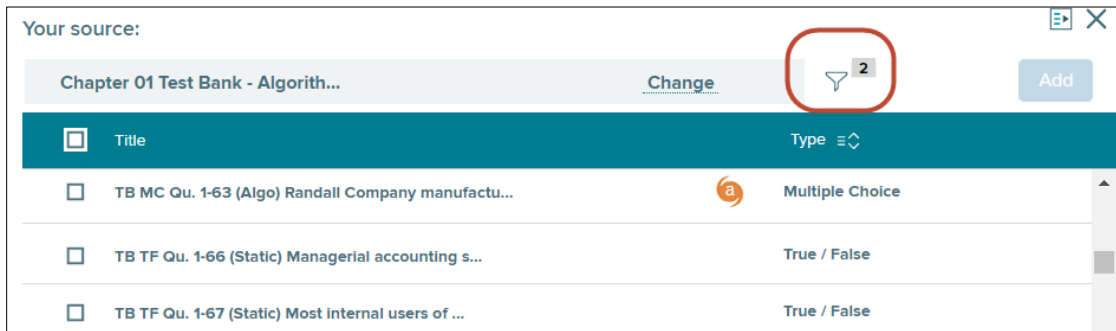 Your source:
Chapter 01 Test Bank - Algorith... Change 2 Add
Title Type
TB MC Qu. 1-63 (Algo) Randall Company manufactu... a Multiple Choice
TB TF Qu. 1-66 (Static) Managerial accounting s... True / False
TB TF Qu. 1-67 (Static) Most internal users of ... True / False